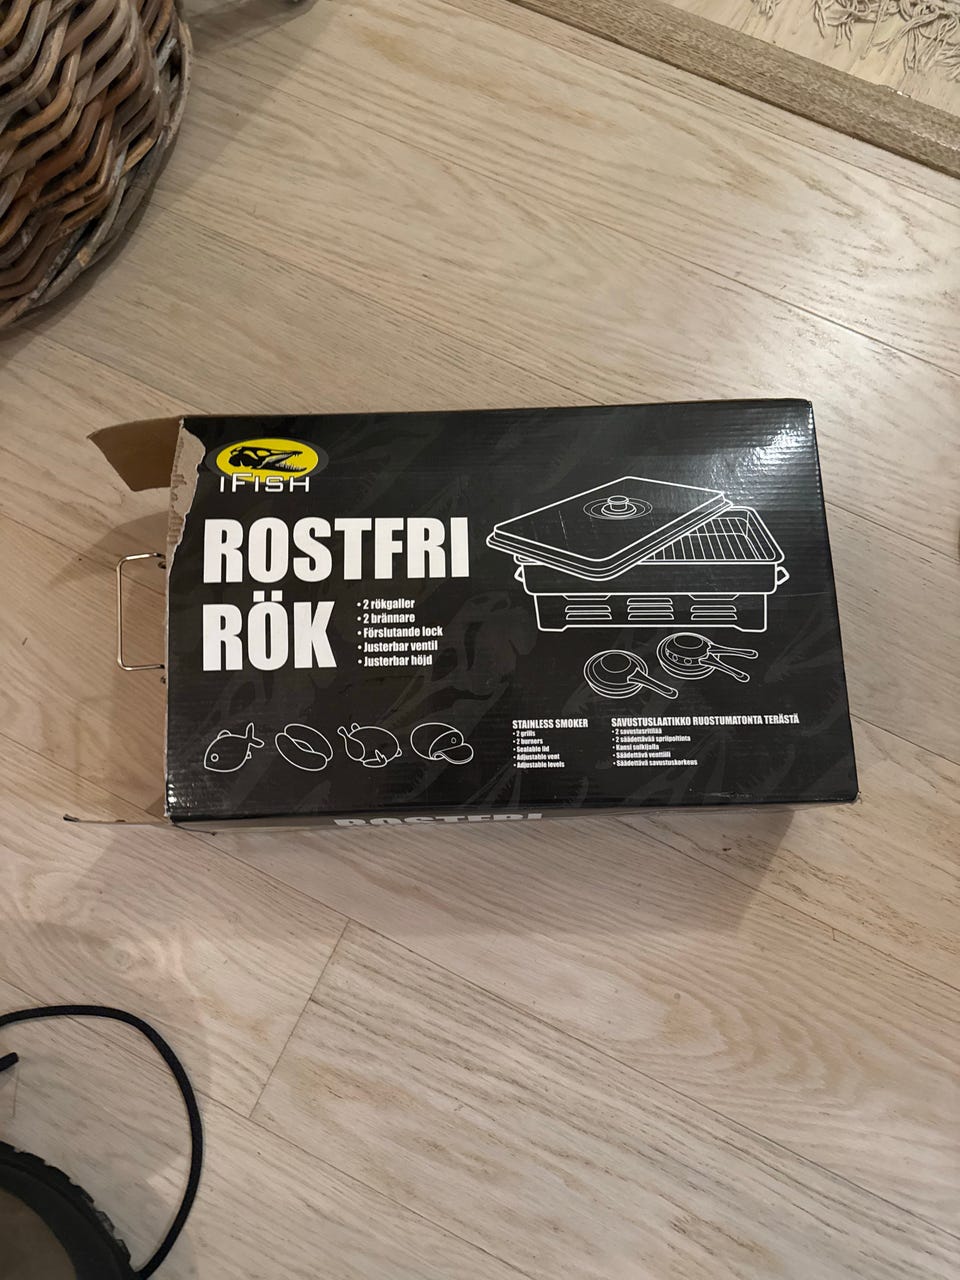 iFISH
ROSTFRI
RÖK
• 2 rökgaller
• 2 brännare
• Förslutande lock
• Justerbar ventil
• Justerbar höjd
STAINLESS SMOKER
• 2 grills
• 2 burners
• Sealable lid
• Adjustable vent
• Adjustable levels
SAVUSTUSLAATIKKO RUOSTUMATONTA TERÄSTÄ
• 2 savustusritilää
• 2 säädettävää spriipoltinta
• Kansi solkijalla
• Säädettävä venttiili
• Säädettävä savustuskorkeus
ROSTFRI